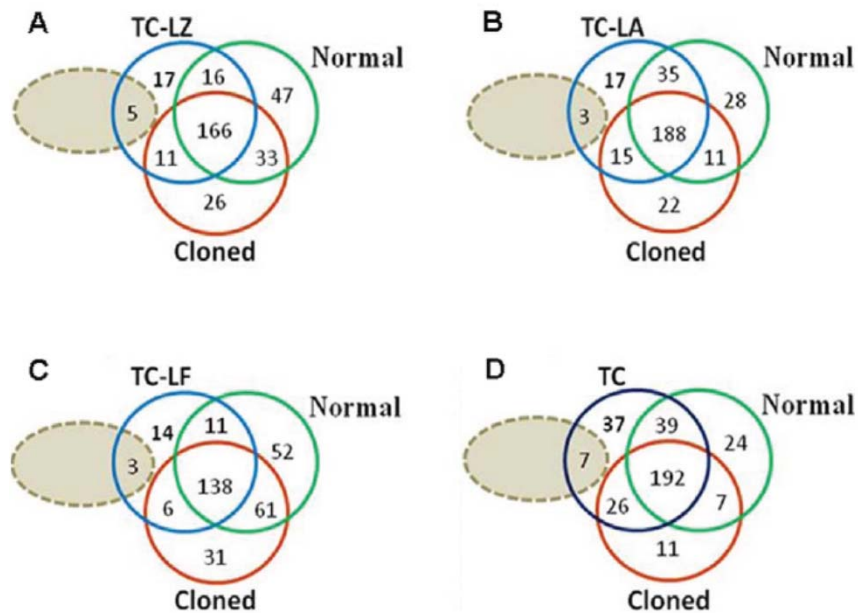 A
TC-LZ
Normal
17
16
47
5
166
11
33
26
Cloned
B
TC-LA
Normal
17
35
28
3
188
15
11
22
Cloned
C
TC-LF
Normal
14
11
52
3
138
6
61
31
Cloned
D
TC
Normal
37
39
24
7
192
26
7
11
Cloned